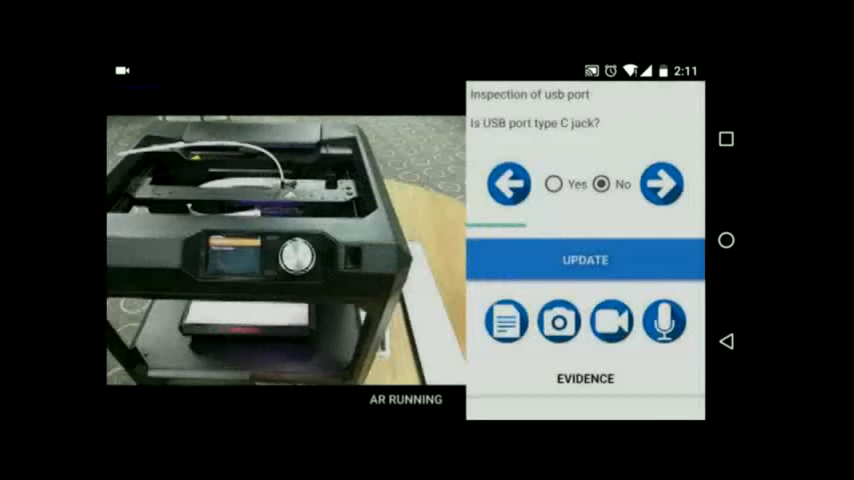 2:11
Inspection of usb port
Is USB port type C jack?
Yes No
UPDATE
EVIDENCE
AR RUNNING